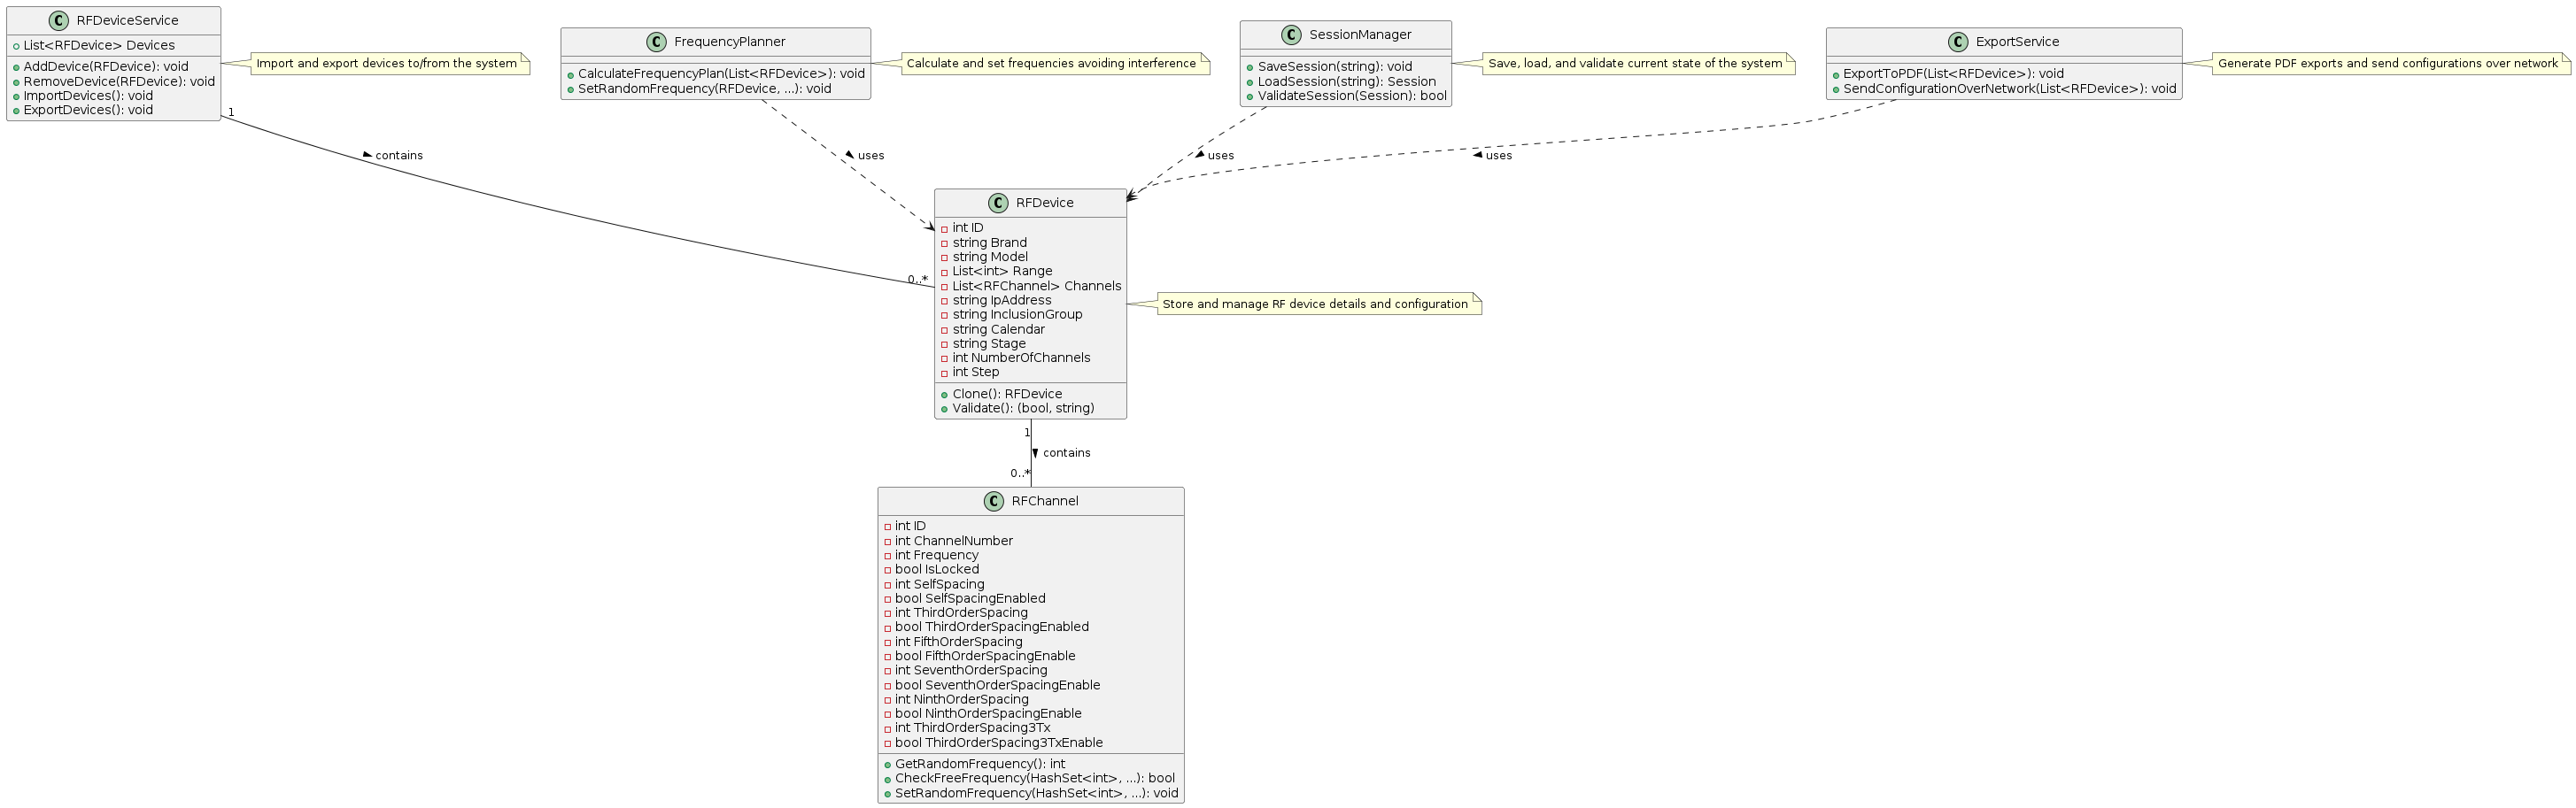 RFDeviceService
List<RFDevice> Devices
AddDevice(RFDevice): void
RemoveDevice(RFDevice): void
ImportDevices(): void
ExportDevices(): void
Import and export devices to/from the system
FrequencyPlanner
CalculateFrequencyPlan(List<RFDevice>): void
SetRandomFrequency(RFDevice, ...): void
Calculate and set frequencies avoiding interference
SessionManager
SaveSession(string): void
LoadSession(string): Session
ValidateSession(Session): bool
Save, load, and validate current state of the system
ExportService
ExportToPDF(List<RFDevice>): void
SendConfigurationOverNetwork(List<RFDevice>): void
Generate PDF exports and send configurations over network
1
contains
uses
uses
uses
0..*
RFDevice
int ID
string Brand
string Model
List<int> Range
List<RFChannel> Channels
string IpAddress
string InclusionGroup
string Calendar
string Stage
int NumberOfChannels
int Step
Clone(): RFDevice
Validate(): (bool, string)
Store and manage RF device details and configuration
1
contains
0..*
RFChannel
int ID
int ChannelNumber
int Frequency
bool IsLocked
int SelfSpacing
bool SelfSpacingEnabled
int ThirdOrderSpacing
bool ThirdOrderSpacingEnabled
int FifthOrderSpacing
bool FifthOrderSpacingEnable
int SeventhOrderSpacing
bool SeventhOrderSpacingEnable
int NinthOrderSpacing
bool NinthOrderSpacingEnable
int ThirdOrderSpacing3Tx
bool ThirdOrderSpacing3TxEnable
GetRandomFrequency(): int
CheckFreeFrequency(HashSet<int>, ...): bool
SetRandomFrequency(HashSet<int>, ...): void